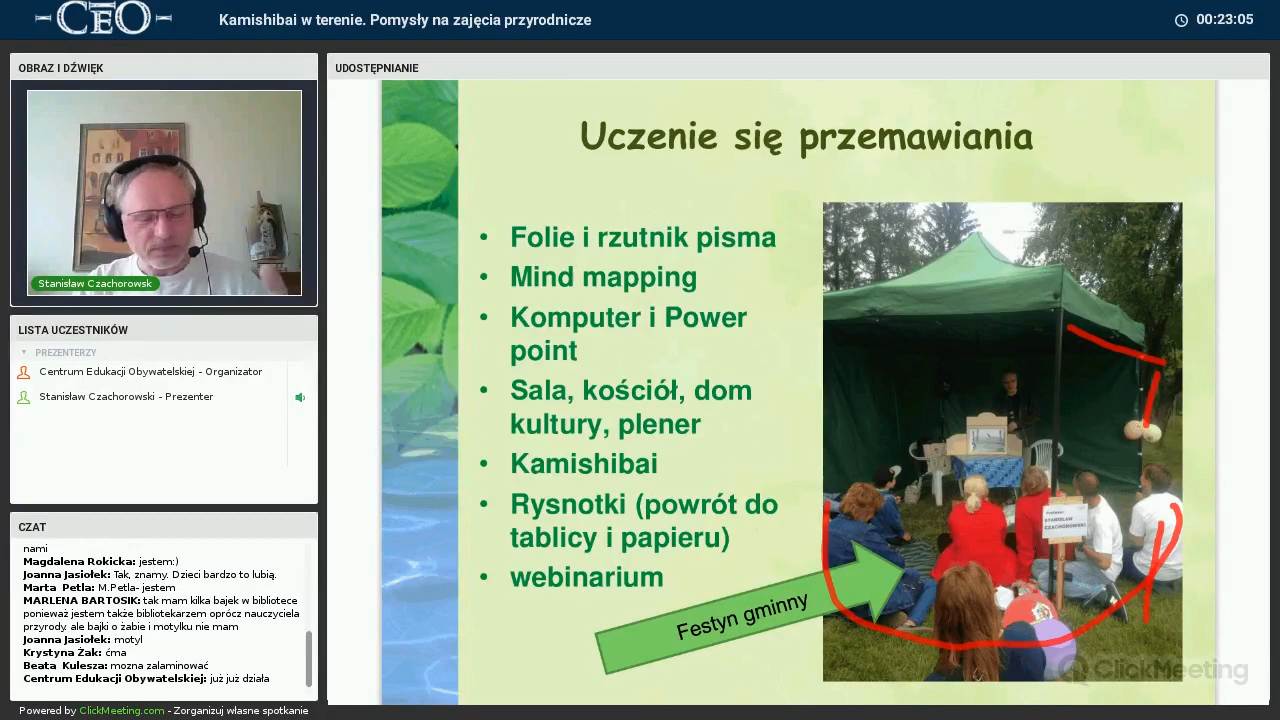 CEO
Kamishibai w terenie. Pomysły na zajęcia przyrodnicze
00:23:05
OBRAZ I DŹWIĘK
Stanisław Czachorowsk
LISTA UCZESTNIKÓW
PREZENTERZY
Centrum Edukacji Obywatelskiej - Organizator
Stanisław Czachorowski - Prezenter
CZAT
nami
Magdalena Rokicka: jestem:)
Joanna Jasiołek: Tak, znamy. Dzieci bardzo to lubią.
Marta Petla: M.Petla- jestem
MARLENA BARTOSIK: tak mam kilka bajek w bibliotece
ponieważ jestem także bibliotekarzem oprócz nauczyciela
przyrody. ale bajki o żabie i motylku nie mam
Joanna Jasiołek: motyl
Krystyna Żak: ćma
Beata Kulesza: mozna zalaminować
Centrum Edukacji Obywatelskiej: już już działa
Powered by ClickMeeting.com - Zorganizuj własne spotkanie
UDOSTĘPNIANIE
Uczenie się przemawiania
• Folie i rzutnik pisma
• Mind mapping
• Komputer i Power
point
• Sala, kościół, dom
kultury, plener
• Kamishibai
• Rysnotki (powrót do
tablicy i papieru)
• webinarium
Festyn gminny
Profesor
STANISŁAW
CZACHOROWSKI
ClickMeeting